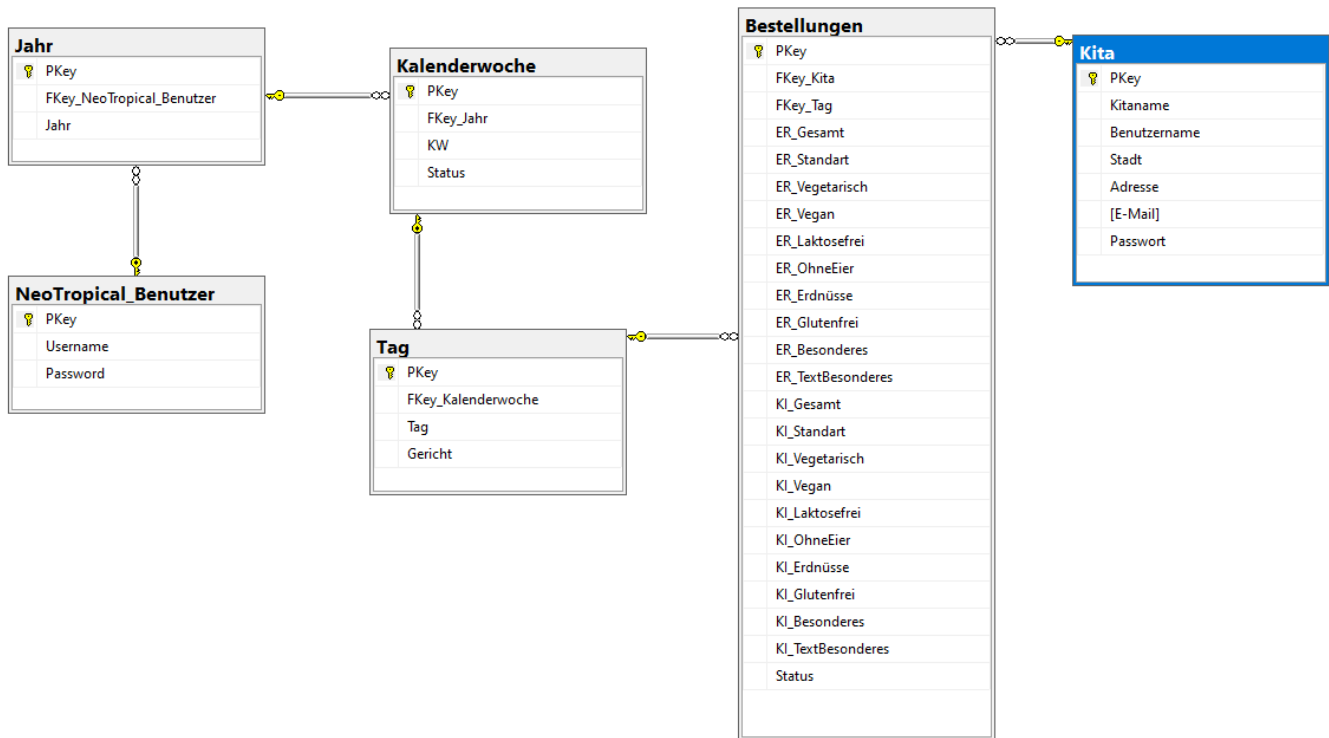 Jahr
PKey
FKey_NeoTropical_Benutzer
Jahr
NeoTropical_Benutzer
PKey
Username
Password
Kalenderwoche
PKey
FKey_Jahr
KW
Status
Tag
PKey
FKey_Kalenderwoche
Tag
Gericht
Bestellungen
PKey
FKey_Kita
FKey_Tag
ER_Gesamt
ER_Standart
ER_Vegetarisch
ER_Vegan
ER_Laktosefrei
ER_OhneEier
ER_Erdnüsse
ER_Glutenfrei
ER_Besonderes
ER_TextBesonderes
KI_Gesamt
KI_Standart
KI_Vegetarisch
KI_Vegan
KI_Laktosefrei
KI_OhneEier
KI_Erdnüsse
KI_Glutenfrei
KI_Besonderes
KI_TextBesonderes
Status
Kita
PKey
Kitaname
Benutzername
Stadt
Adresse
[E-Mail]
Passwort